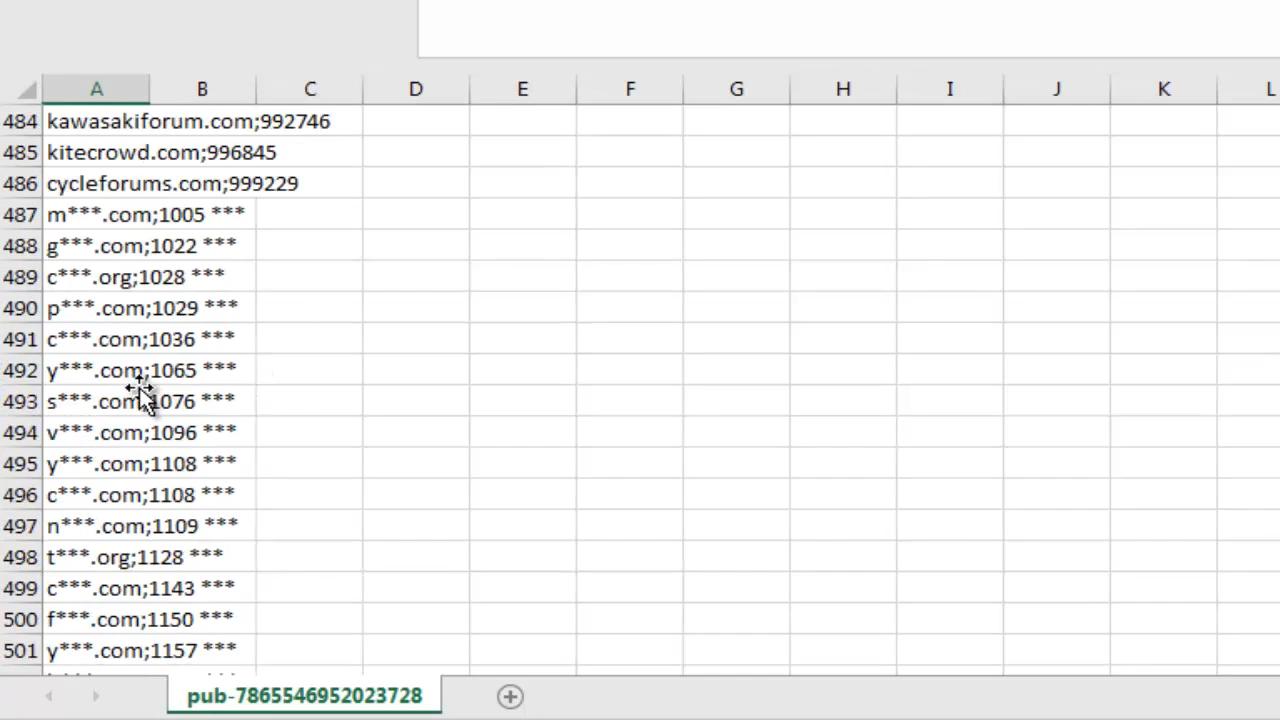 A B C D E F G H I J K L
484 kawasakiforum.com;992746
485 kitecrowd.com;996845
486 cycleforums.com;999229
487 m***.com;1005 ***
488 g***.com;1022 ***
489 c***.org;1028 ***
490 p***.com;1029 ***
491 c***.com;1036 ***
492 y***.com;1065 ***
493 s***.com;1076 ***
494 v***.com;1096 ***
495 y***.com;1108 ***
496 c***.com;1108 ***
497 n***.com;1109 ***
498 t***.org;1128 ***
499 c***.com;1143 ***
500 f***.com;1150 ***
501 y***.com;1157 ***
pub-7865546952023728